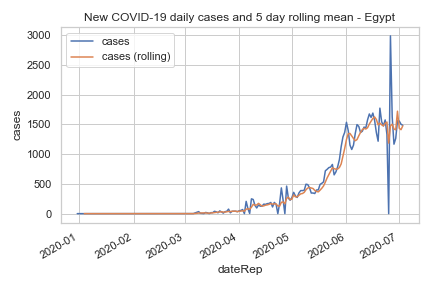 New COVID-19 daily cases and 5 day rolling mean - Egypt
cases
cases (rolling)
3000
2500
2000
1500
1000
500
0
cases
2020-01
2020-02
2020-03
2020-04
2020-05
2020-06
2020-07
dateRep